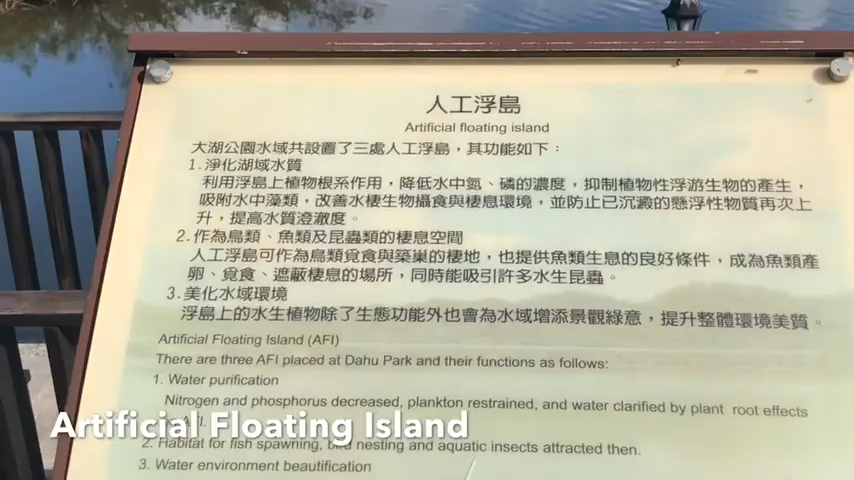 人工浮島
Artificial floating island
大湖公園水域共設置了三處人工浮島，其功能如下：
1.淨化湖域水質
利用浮島上植物根系作用，降低水中氮、磷的濃度，抑制植物性浮游生物的產生，
吸附水中藻類，改善水棲生物攝食與棲息環境，並防止已沉澱的懸浮性物質再次上
升，提高水質澄澈度。
2.作為鳥類、魚類及昆蟲類的棲息空間
人工浮島可作為鳥類覓食與築巢的棲地，也提供魚類生息的良好條件，成為魚類產
卵、覓食、遮蔽棲息的場所，同時能吸引許多水生昆蟲。
3.美化水域環境
浮島上的水生植物除了生態功能外也會為水域增添景觀綠意，提升整體環境美質。
Artificial Floating Island (AFI)
There are three AFI placed at Dahu Park and their functions as follows:
1. Water purification
Nitrogen and phosphorus decreased, plankton restrained, and water clarified by plant root effects
AFI.
Artificial Floating Island
2. Habitat for fish spawning, bird nesting and aquatic insects attracted then.
3. Water environment beautification